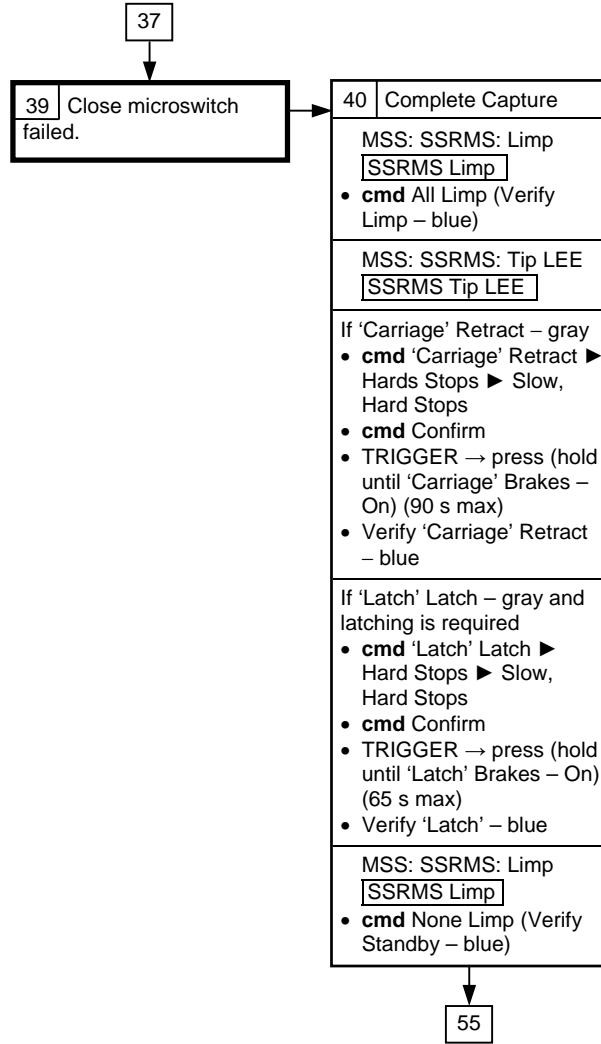 37
39 Close microswitch
failed.
40 Complete Capture
MSS: SSRMS: Limp
SSRMS Limp
• cmd All Limp (Verify
Limp – blue)
MSS: SSRMS: Tip LEE
SSRMS Tip LEE
If ‘Carriage’ Retract – gray
• cmd ‘Carriage’ Retract ►
Hards Stops ► Slow,
Hard Stops
• cmd Confirm
• TRIGGER → press (hold
until ‘Carriage’ Brakes –
On) (90 s max)
• Verify ‘Carriage’ Retract
– blue
If ‘Latch’ Latch – gray and
latching is required
• cmd ‘Latch’ Latch ►
Hard Stops ► Slow,
Hard Stops
• cmd Confirm
• TRIGGER → press (hold
until ‘Latch’ Brakes – On)
(65 s max)
• Verify ‘Latch’ – blue
MSS: SSRMS: Limp
SSRMS Limp
• cmd None Limp (Verify
Standby – blue)
55